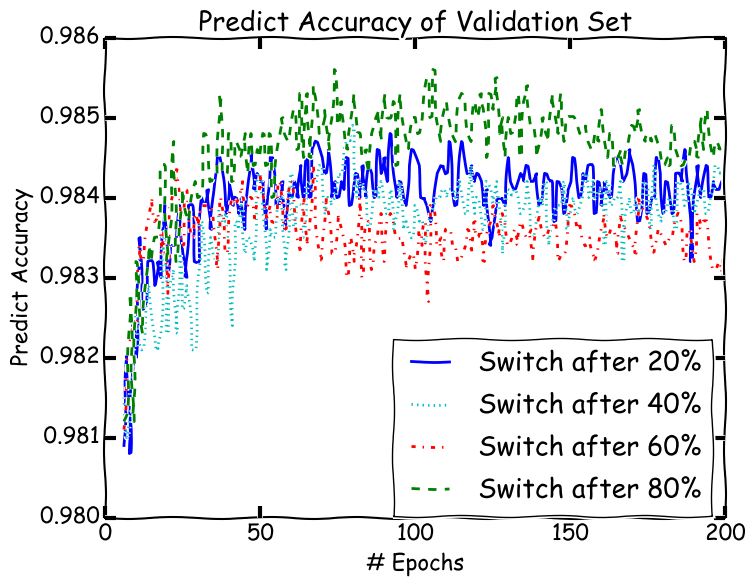 Predict Accuracy of Validation Set
0.986
0.985
0.984
0.983
0.982
0.981
0.980
Predict Accuracy
0
50
100
150
200
# Epochs
Switch after 20%
Switch after 40%
Switch after 60%
Switch after 80%